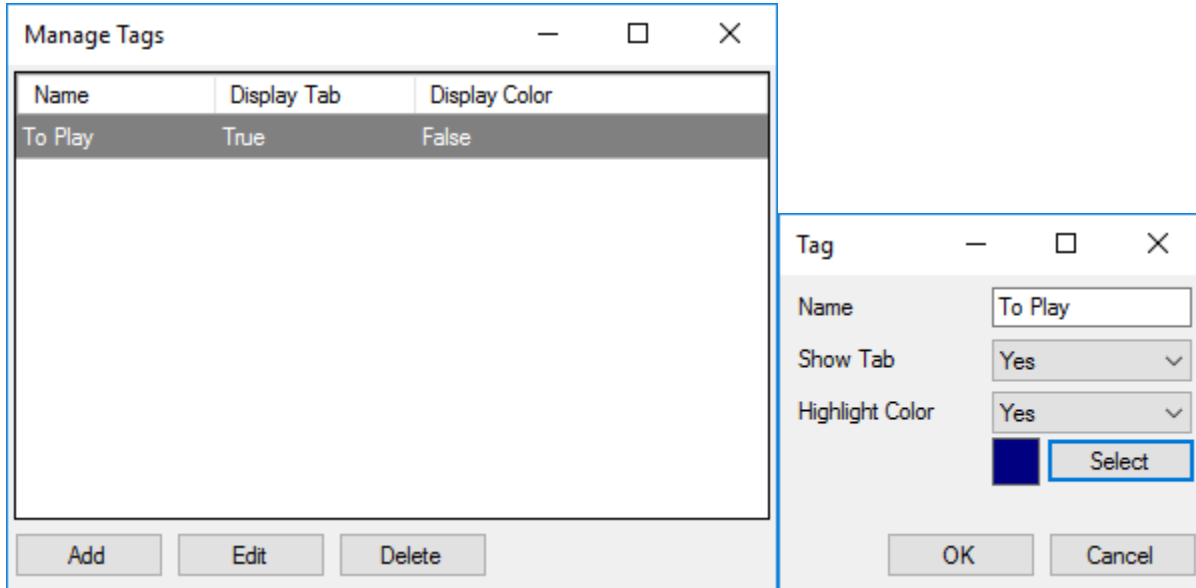 Manage Tags
Name Display Tab Display Color
To Play True False
Add Edit Delete
Tag
Name To Play
Show Tab Yes
Highlight Color Yes
Select
OK Cancel